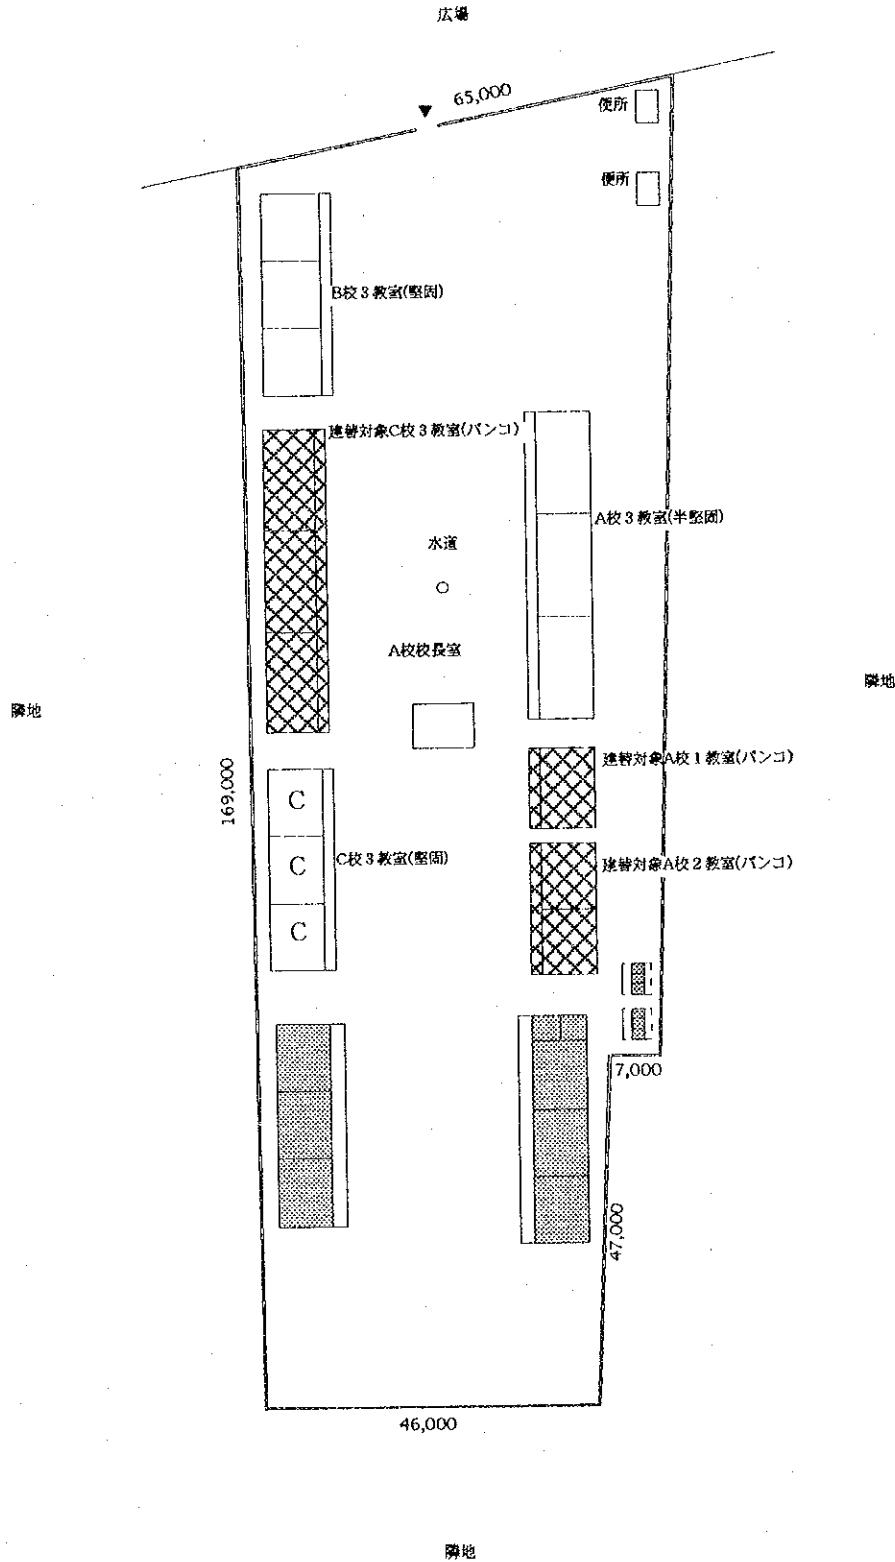 広場
65,000
便所
便所
B校3教室(堅固)
建替対象C校3教室(バンコ)
A校3教室(半堅固)
水道
A校校長室
隣地
隣地
建替対象A校1教室(バンコ)
169,000
C
C校3教室(堅固)
C
建替対象A校2教室(バンコ)
C
7,000
47,000
46,000
隣地